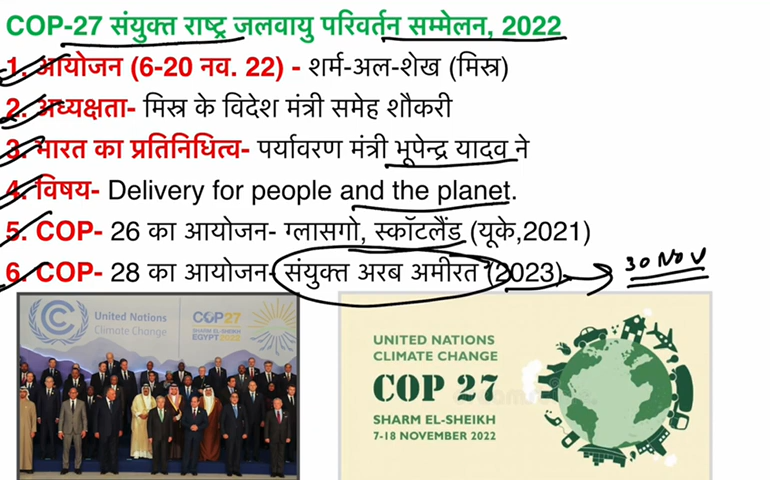 COP-27 संयुक्त राष्ट्र जलवायु परिवर्तन सम्मेलन, 2022
1. आयोजन (6-20 नव. 22) - शर्म-अल-शेख (मिस्र)
2. अध्यक्षता- मिस्र के विदेश मंत्री समेह शौकरी
3. भारत का प्रतिनिधित्व- पर्यावरण मंत्री भूपेन्द्र यादव ने
4. विषय- Delivery for people and the planet.
5. COP- 26 का आयोजन- ग्लासगो, स्कॉटलैंड (यूके,2021)
6. COP- 28 का आयोजन- संयुक्त अरब अमीरत (2023)
30 NOV
United Nations
Climate Change
COP27
SHARM EL-SHEIKH
EGYPT 2022
UNITED NATIONS
CLIMATE CHANGE
COP 27
SHARM EL-SHEIKH
7-18 NOVEMBER 2022